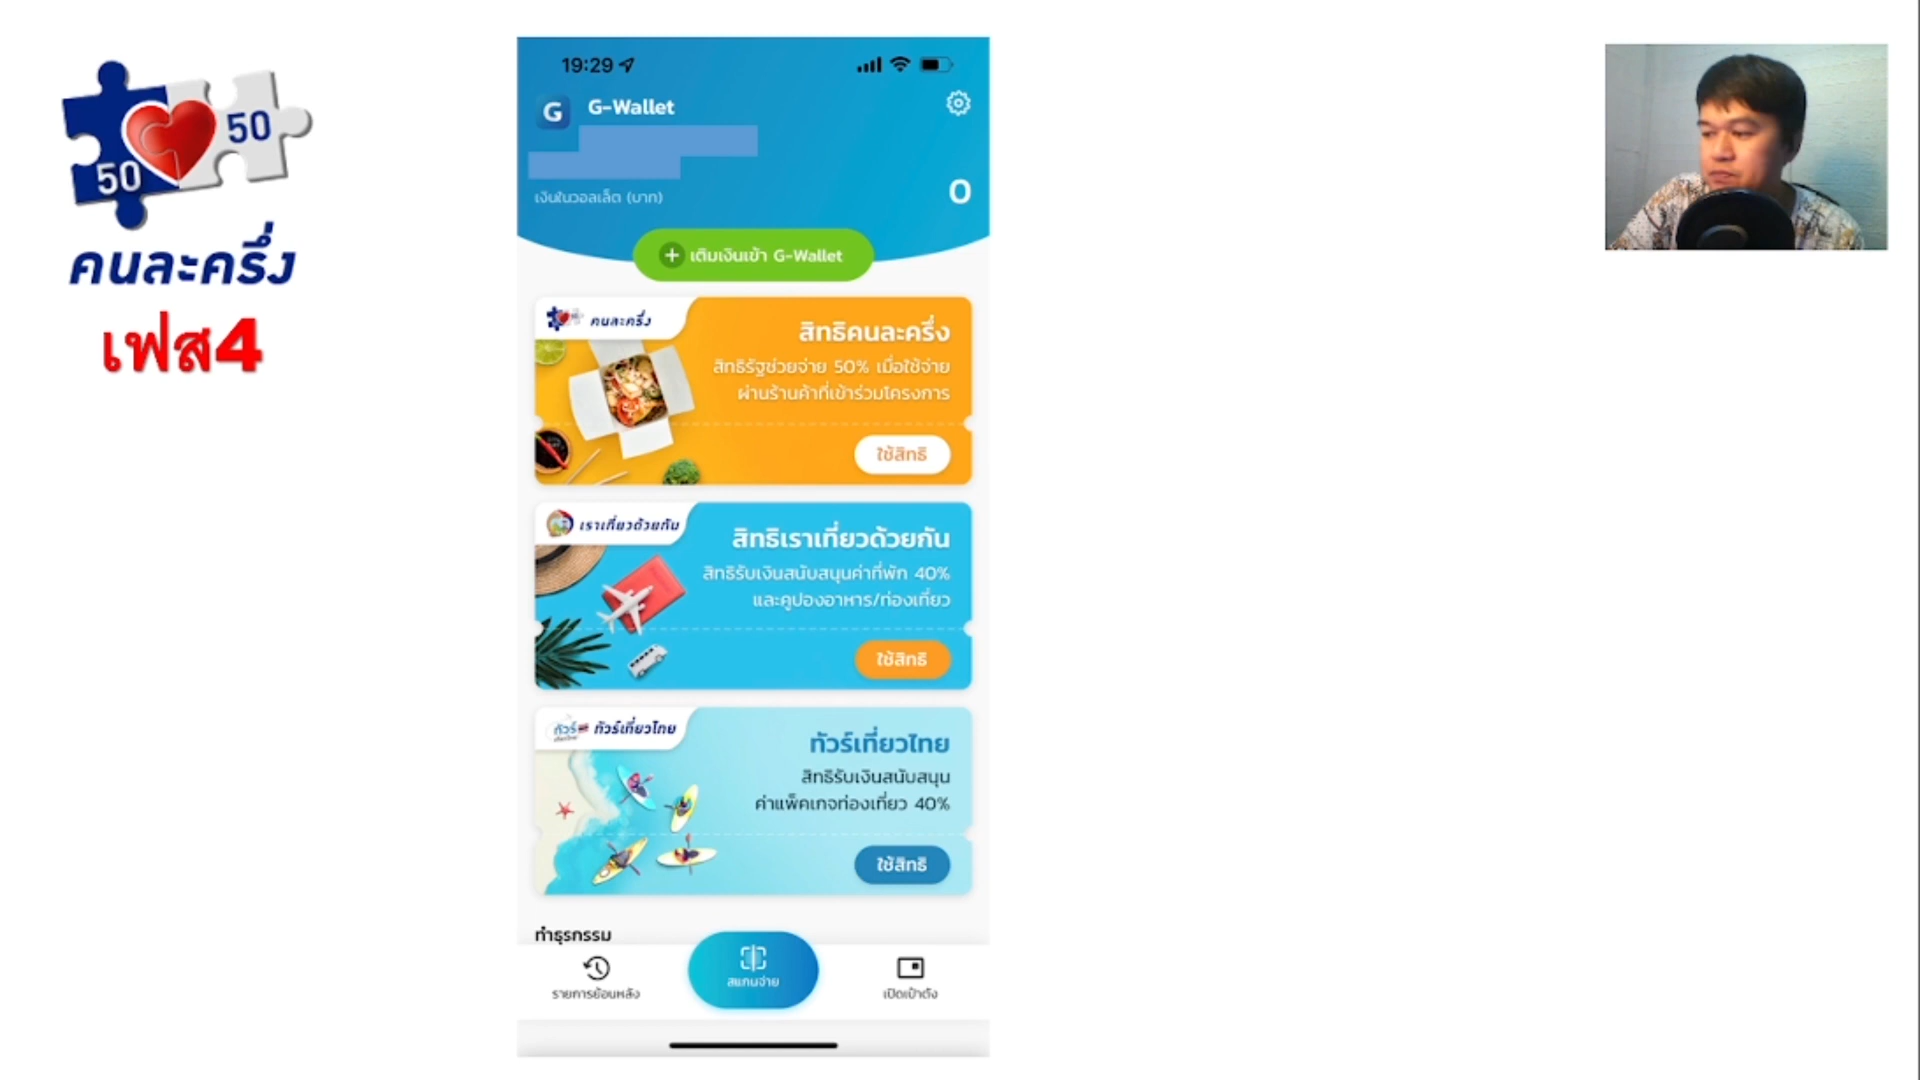 50
50
คนละครึ่ง
เฟส4
19:29
G
G-Wallet
เงินในวอลเล็ต (บาท)
0
+ เติมเงินเข้า G-Wallet
คนละครึ่ง
สิทธิคนละครึ่ง
สิทธิรัฐช่วยจ่าย 50% เมื่อใช้จ่าย
ผ่านร้านค้าที่เข้าร่วมโครงการ
ใช้สิทธิ
เราเที่ยวด้วยกัน
สิทธิเราเที่ยวด้วยกัน
สิทธิรับเงินสนับสนุนค่าที่พัก 40%
และคูปองอาหาร/ท่องเที่ยว
ใช้สิทธิ
ทัวร์เที่ยวไทย
ทัวร์เที่ยวไทย
สิทธิรับเงินสนับสนุน
ค่าแพ็คเกจท่องเที่ยว 40%
ใช้สิทธิ
ทำธุรกรรม
รายการย้อนหลัง
สแกนจ่าย
เปิดเป๋าตัง